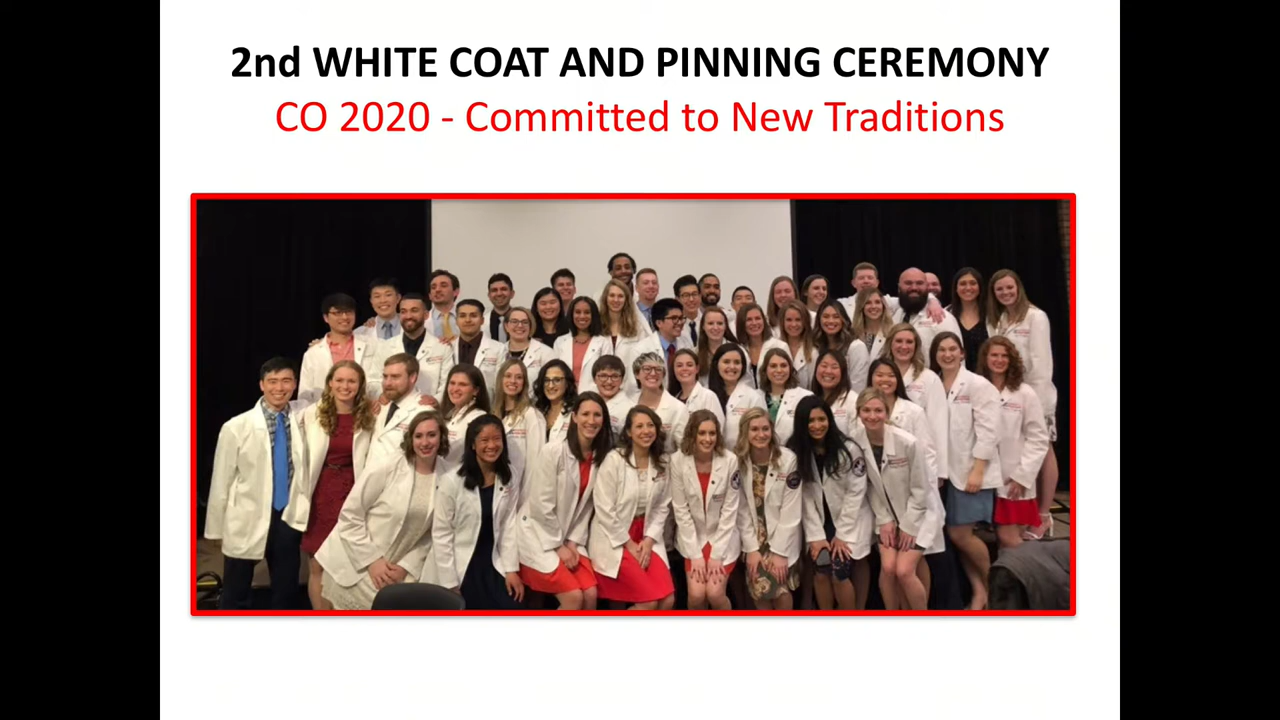 2nd WHITE COAT AND PINNING CEREMONY
CO 2020 - Committed to New Traditions